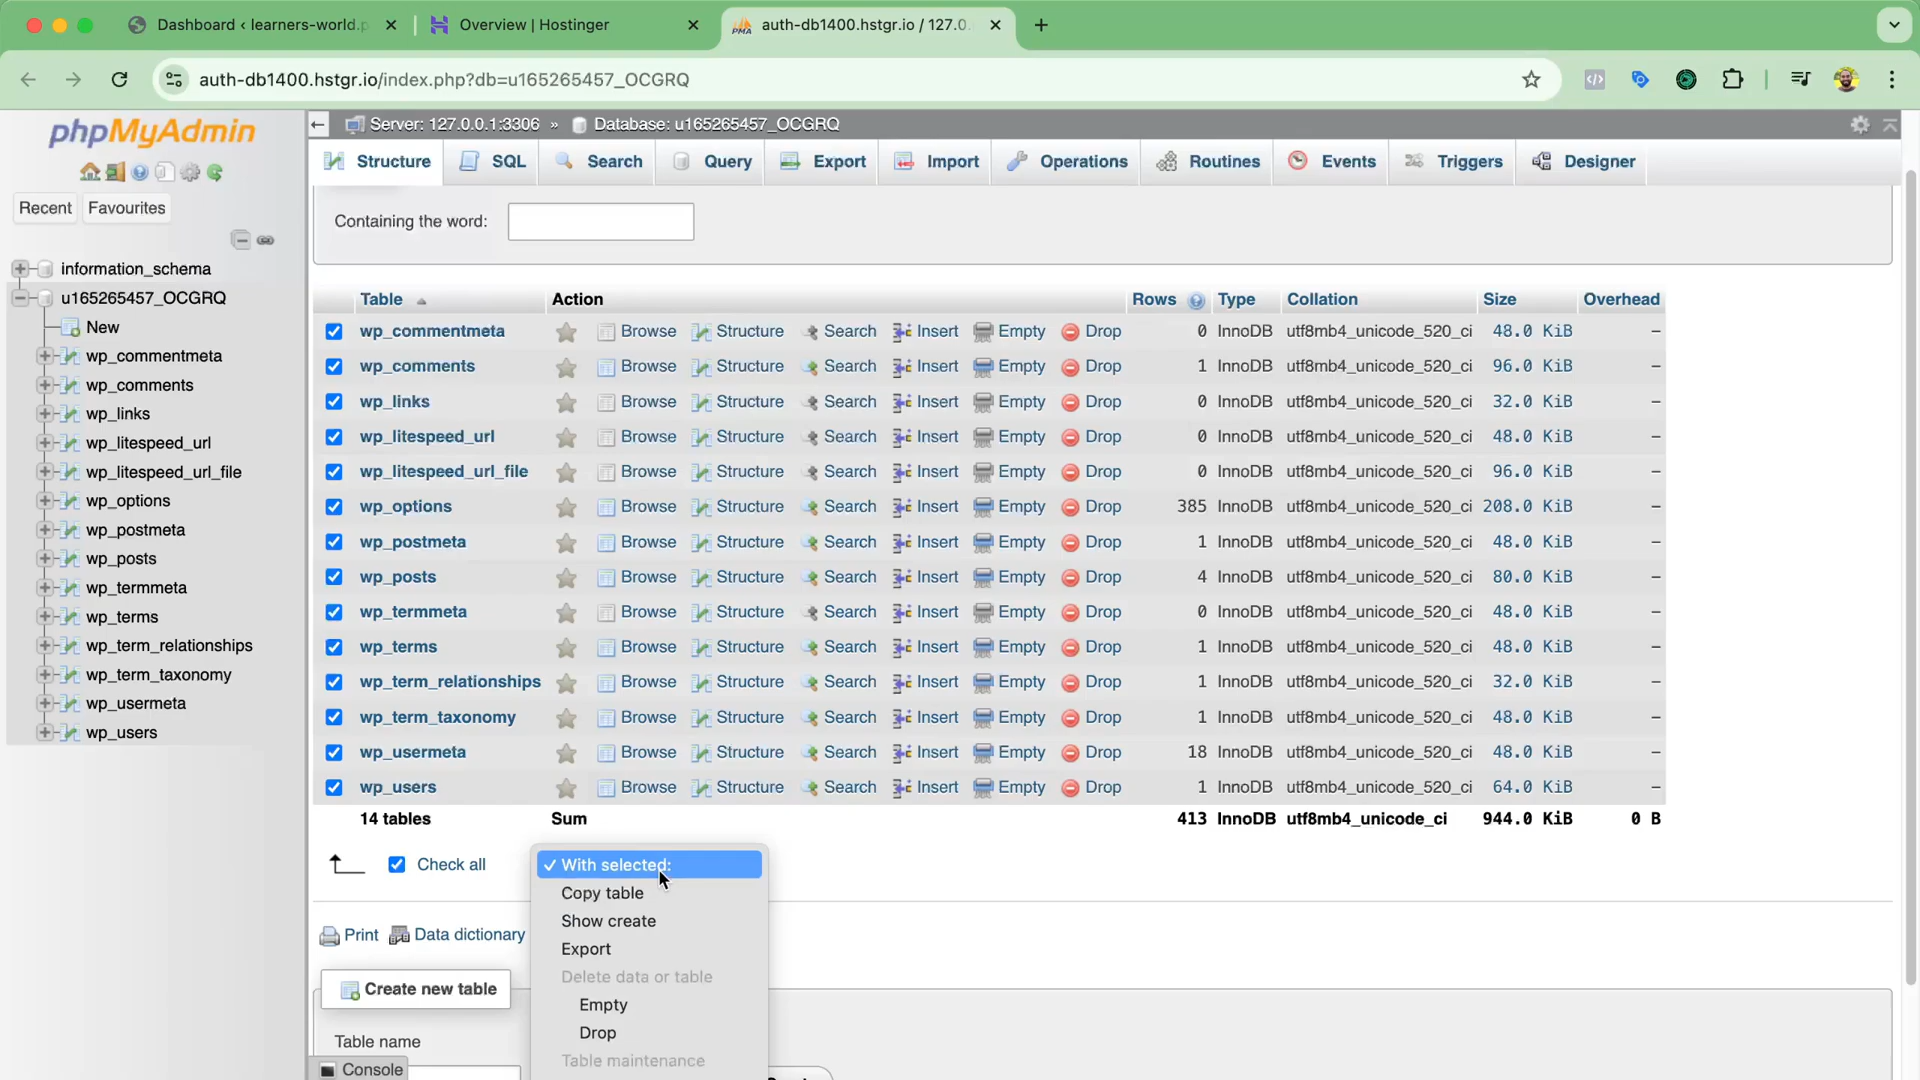 Dashboard ‹ learners-world.p
Overview | Hostinger
auth-db1400.hstgr.io / 127.0.
auth-db1400.hstgr.io/index.php?db=u165265457_OCGRQ
phpMyAdmin
Recent
Favourites
information_schema
u165265457_OCGRQ
New
wp_commentmeta
wp_comments
wp_links
wp_litespeed_url
wp_litespeed_url_file
wp_options
wp_postmeta
wp_posts
wp_termmeta
wp_terms
wp_term_relationships
wp_term_taxonomy
wp_usermeta
wp_users
Server: 127.0.0.1:3306 » Database: u165265457_OCGRQ
Structure SQL Search Query Export Import Operations Routines Events Triggers Designer
Containing the word:
Table Action Rows Type Collation Size Overhead
wp_commentmeta Browse Structure Search Insert Empty Drop 0 InnoDB utf8mb4_unicode_520_ci 48.0 KiB –
wp_comments Browse Structure Search Insert Empty Drop 1 InnoDB utf8mb4_unicode_520_ci 96.0 KiB –
wp_links Browse Structure Search Insert Empty Drop 0 InnoDB utf8mb4_unicode_520_ci 32.0 KiB –
wp_litespeed_url Browse Structure Search Insert Empty Drop 0 InnoDB utf8mb4_unicode_520_ci 48.0 KiB –
wp_litespeed_url_file Browse Structure Search Insert Empty Drop 0 InnoDB utf8mb4_unicode_520_ci 96.0 KiB –
wp_options Browse Structure Search Insert Empty Drop 385 InnoDB utf8mb4_unicode_520_ci 208.0 KiB –
wp_postmeta Browse Structure Search Insert Empty Drop 1 InnoDB utf8mb4_unicode_520_ci 48.0 KiB –
wp_posts Browse Structure Search Insert Empty Drop 4 InnoDB utf8mb4_unicode_520_ci 80.0 KiB –
wp_termmeta Browse Structure Search Insert Empty Drop 0 InnoDB utf8mb4_unicode_520_ci 48.0 KiB –
wp_terms Browse Structure Search Insert Empty Drop 1 InnoDB utf8mb4_unicode_520_ci 48.0 KiB –
wp_term_relationships Browse Structure Search Insert Empty Drop 1 InnoDB utf8mb4_unicode_520_ci 32.0 KiB –
wp_term_taxonomy Browse Structure Search Insert Empty Drop 1 InnoDB utf8mb4_unicode_520_ci 48.0 KiB –
wp_usermeta Browse Structure Search Insert Empty Drop 18 InnoDB utf8mb4_unicode_520_ci 48.0 KiB –
wp_users Browse Structure Search Insert Empty Drop 1 InnoDB utf8mb4_unicode_520_ci 64.0 KiB –
14 tables Sum 413 InnoDB utf8mb4_unicode_ci 944.0 KiB 0 B
Check all
With selected:
Copy table
Show create
Export
Delete data or table
Empty
Drop
Table maintenance
Print Data dictionary
Create new table
Table name
Console